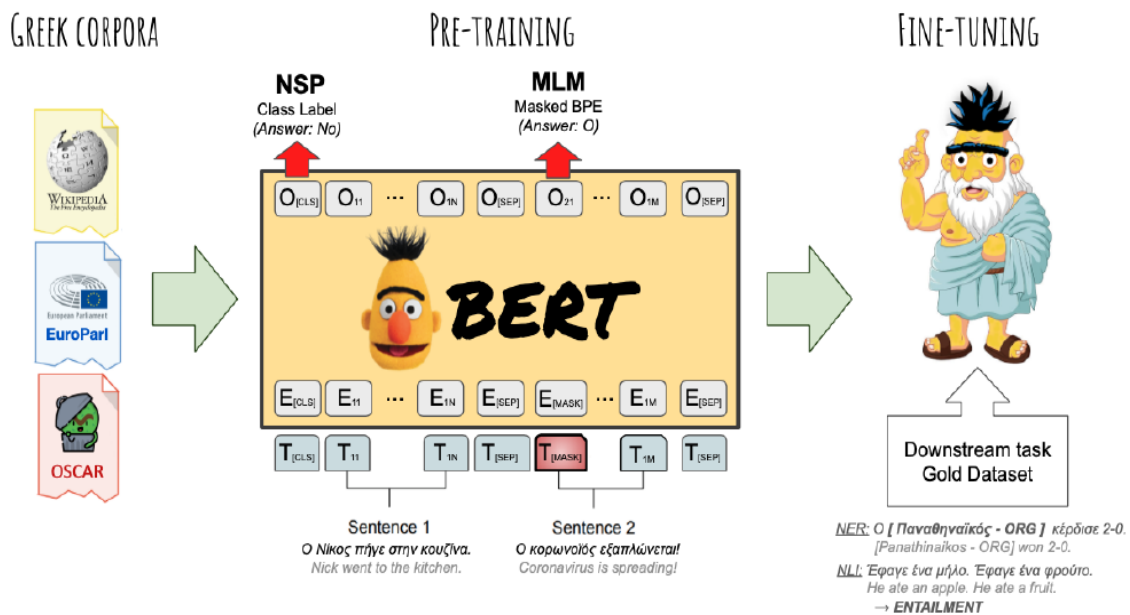 GREEK CORPORA
PRE-TRAINING
FINE-TUNING
NSP
Class Label
(Answer: No)
MLM
Masked BPE
(Answer: O)
WIKIPEDIA
The Free Encyclopedia
European Parliament
EuroParl
OSCAR
O[CLS] O11 ... O1N O[SEP] O21 ... O1M O[SEP]
BERT
E[CLS] E11 ... E1N E[SEP] E[MASK] ... E1M E[SEP]
T[CLS] T11 T1N T[SEP] T[MASK] T1M T[SEP]
Sentence 1
Ο Νίκος πήγε στην κουζίνα.
Nick went to the kitchen.
Sentence 2
Ο κορωνοϊός εξαπλώνεται!
Coronavirus is spreading!
Downstream task
Gold Dataset
NER: Ο [ Παναθηναϊκός - ORG ] κέρδισε 2-0.
[Panathinaikos - ORG] won 2-0.
NLI: Έφαγε ένα μήλο. Έφαγε ένα φρούτο.
He ate an apple. He ate a fruit.
→ ENTAILMENT